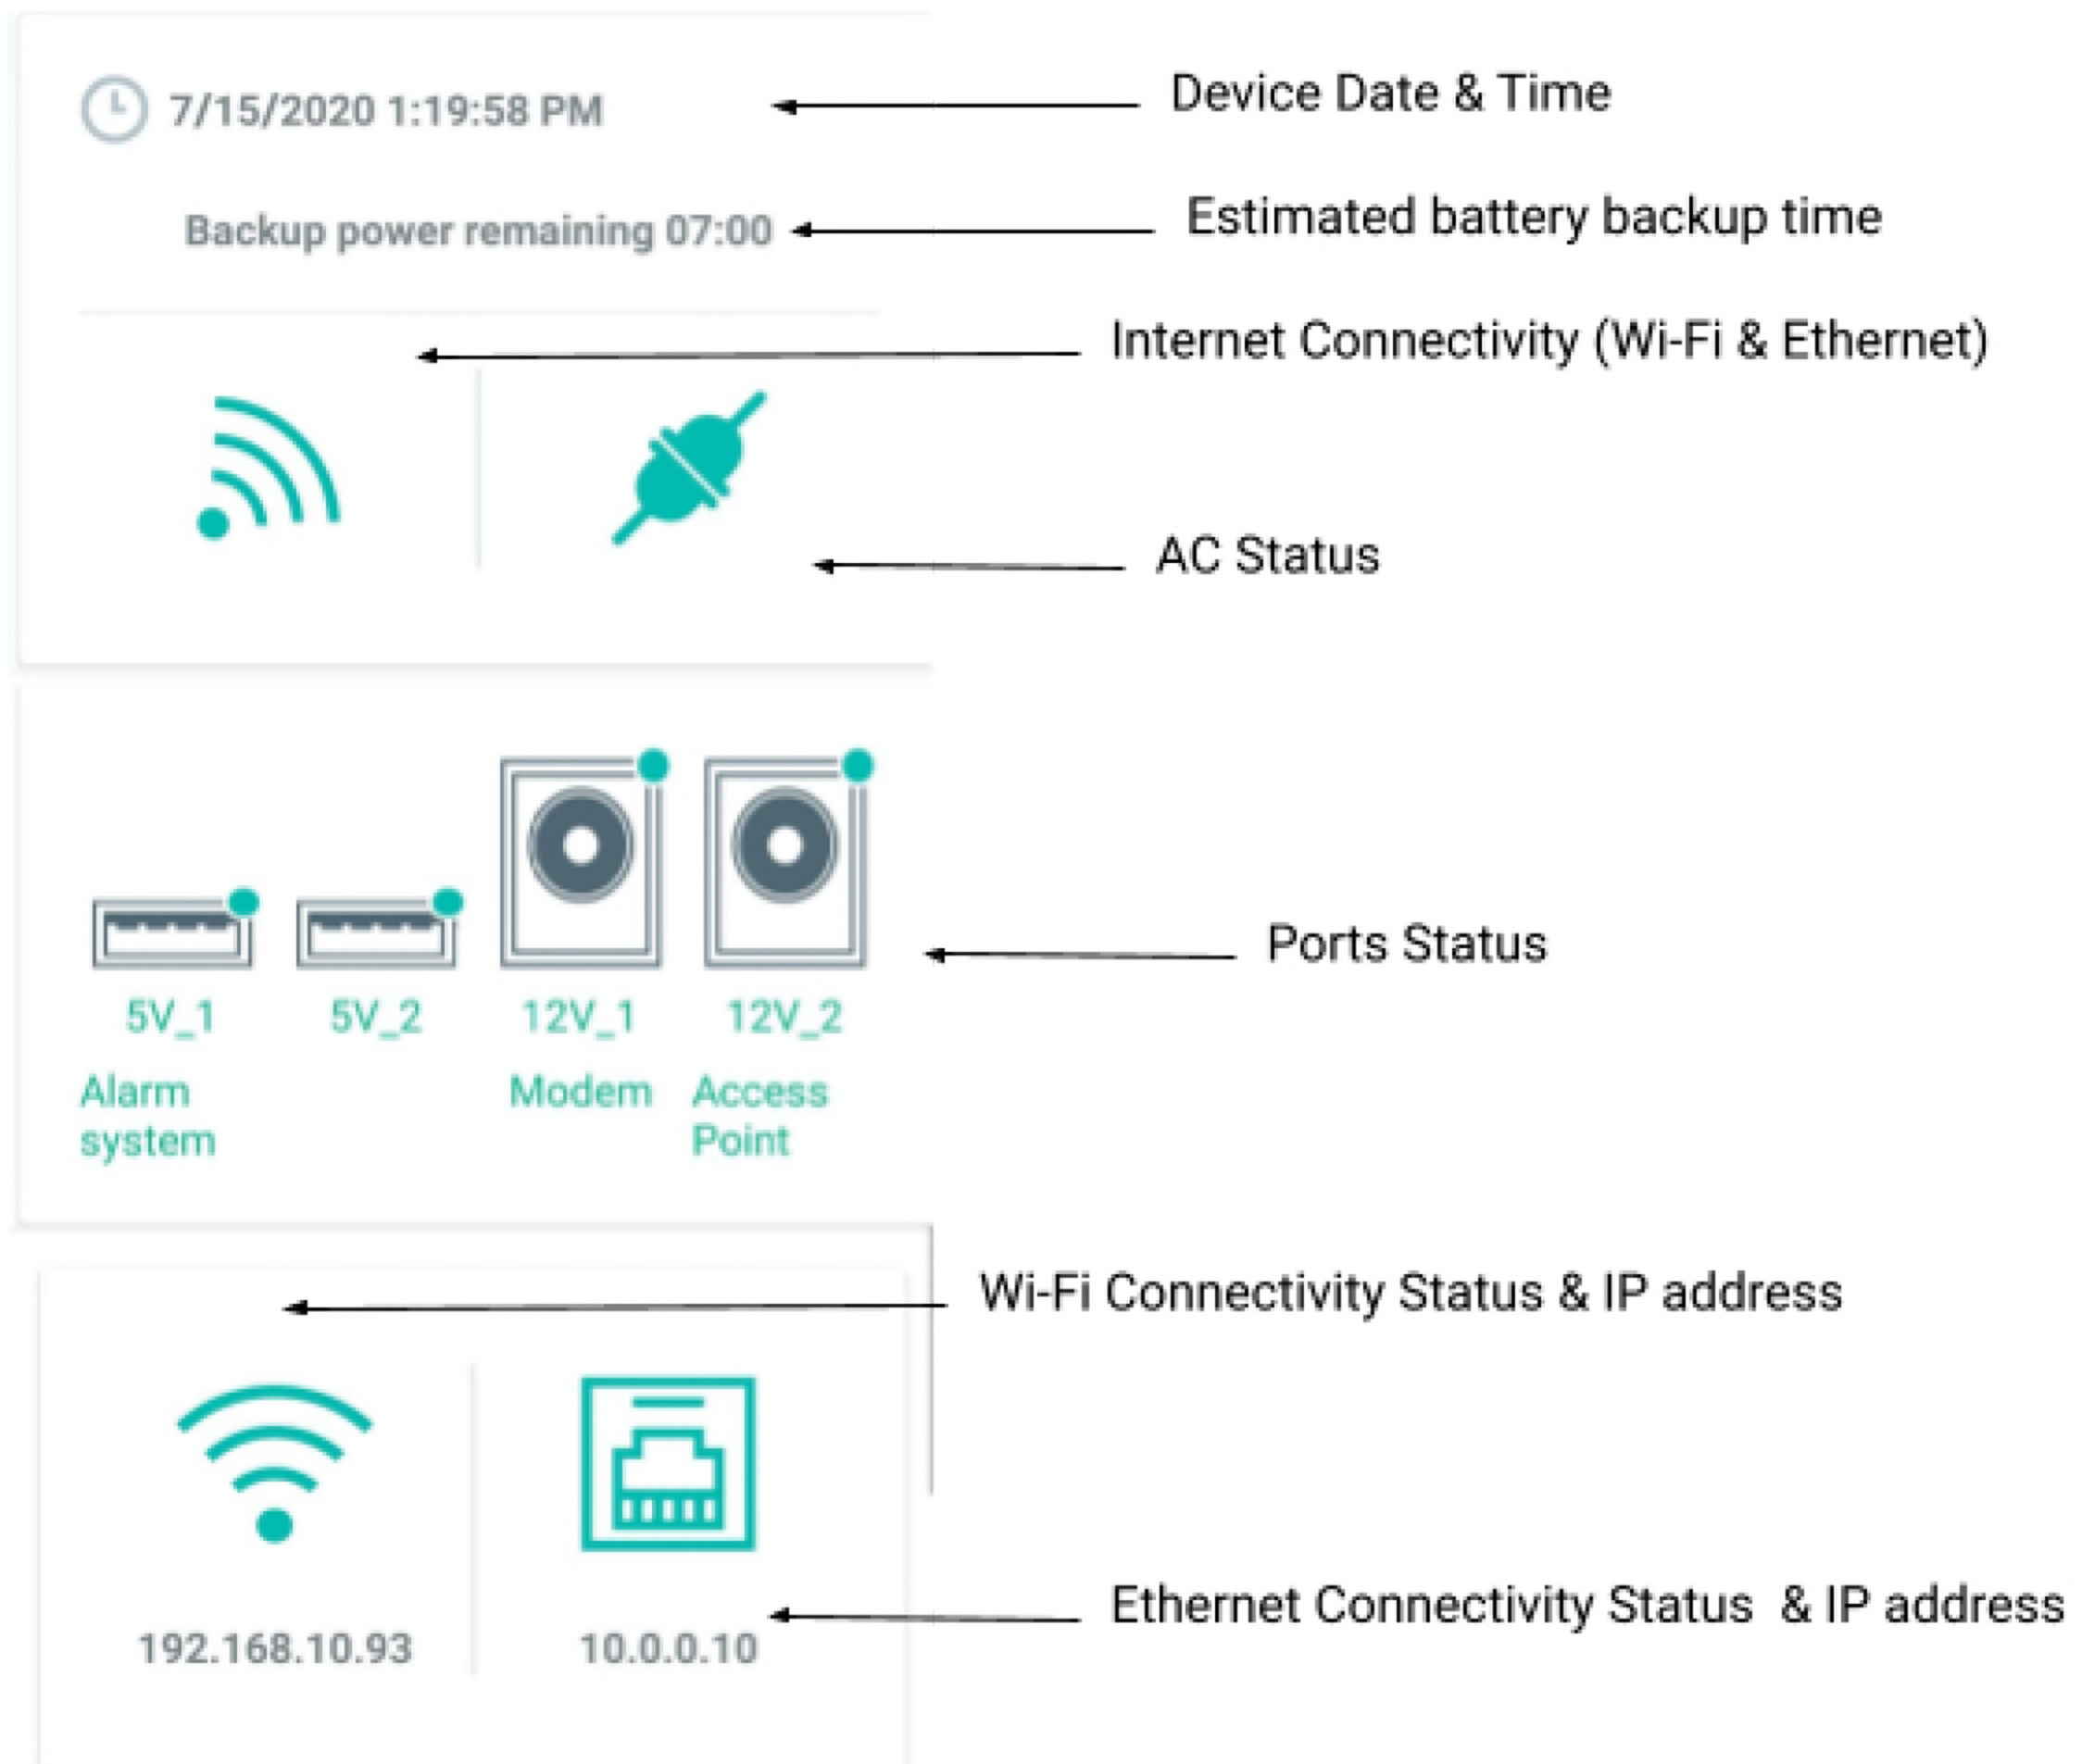 7/15/2020 1:19:58 PM
Device Date & Time
Backup power remaining 07:00
Estimated battery backup time
Internet Connectivity (Wi-Fi & Ethernet)
AC Status
Ports Status
5V_1 5V_2 12V_1 12V_2
Alarm system
Modem
Access Point
Wi-Fi Connectivity Status & IP address
Ethernet Connectivity Status & IP address
192.168.10.93
10.0.0.10